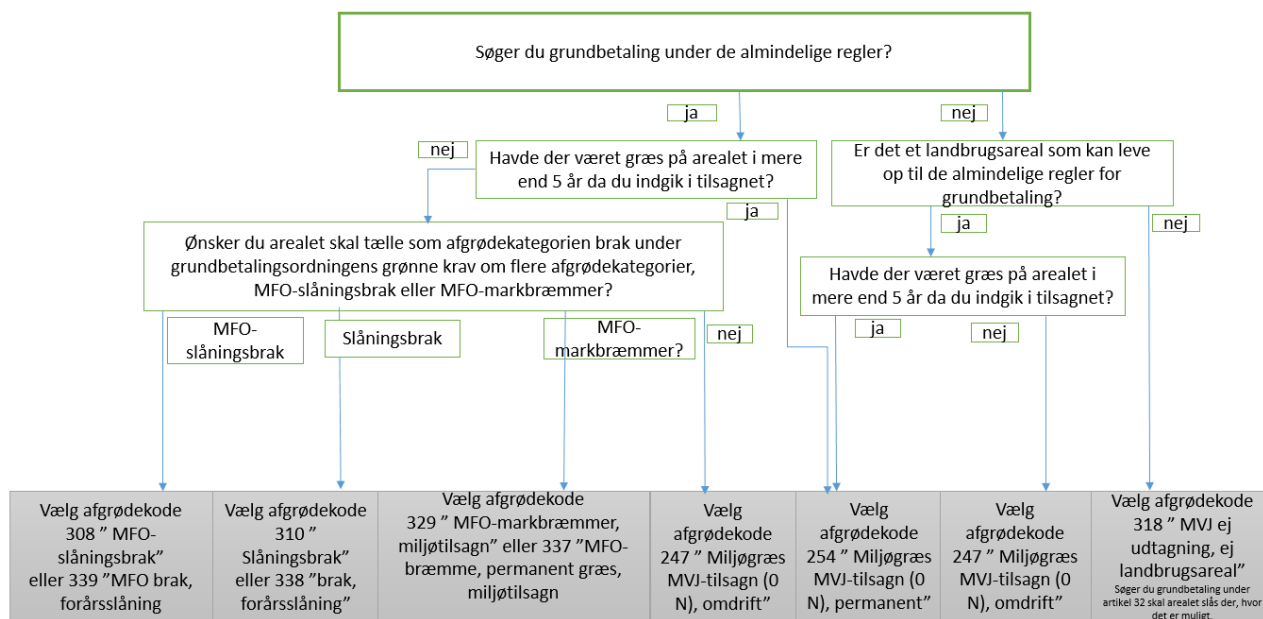 Søger du grundbetaling under de almindelige regler?
ja
nej
nej
Havde der været græs på arealet i mere
end 5 år da du indgik i tilsagnet?
ja
Er det et landbrugsareal som kan leve
op til de almindelige regler for
grundbetaling?
ja
nej
Ønsker du arealet skal tælle som afgrødekategorien brak under
grundbetalingsordningens grønne krav om flere afgrødekategorier,
MFO-slåningsbrak eller MFO-markbræmmer?
Havde der været græs på arealet i
mere end 5 år da du indgik i tilsagnet?
MFO-
slåningsbrak
Slåningsbrak
MFO-
markbræmmer?
nej
ja
nej
Vælg afgrødekode
308 ” MFO-
slåningsbrak”
eller 339 ”MFO brak,
forårsslåning
Vælg afgrødekode
310 ”
Slåningsbrak”
eller 338 ”brak,
forårsslåning”
Vælg afgrødekode
329 ” MFO-markbræmmer,
miljøtilsagn” eller 337 ”MFO-
bræmme, permanent græs,
miljøtilsagn
Vælg
afgrødekode
247 ” Miljøgræs
MVJ-tilsagn (0
N), omdrift”
Vælg
afgrødekode
254 ” Miljøgræs
MVJ-tilsagn (0
N), permanent”
Vælg
afgrødekode
247 ” Miljøgræs
MVJ-tilsagn (0
N), omdrift”
Vælg afgrødekode
318 ” MVJ ej
udtagning, ej
landbrugsareal”
Søger du grundbetaling under
artikel 32 skal arealet slås der, hvor
det er muligt.